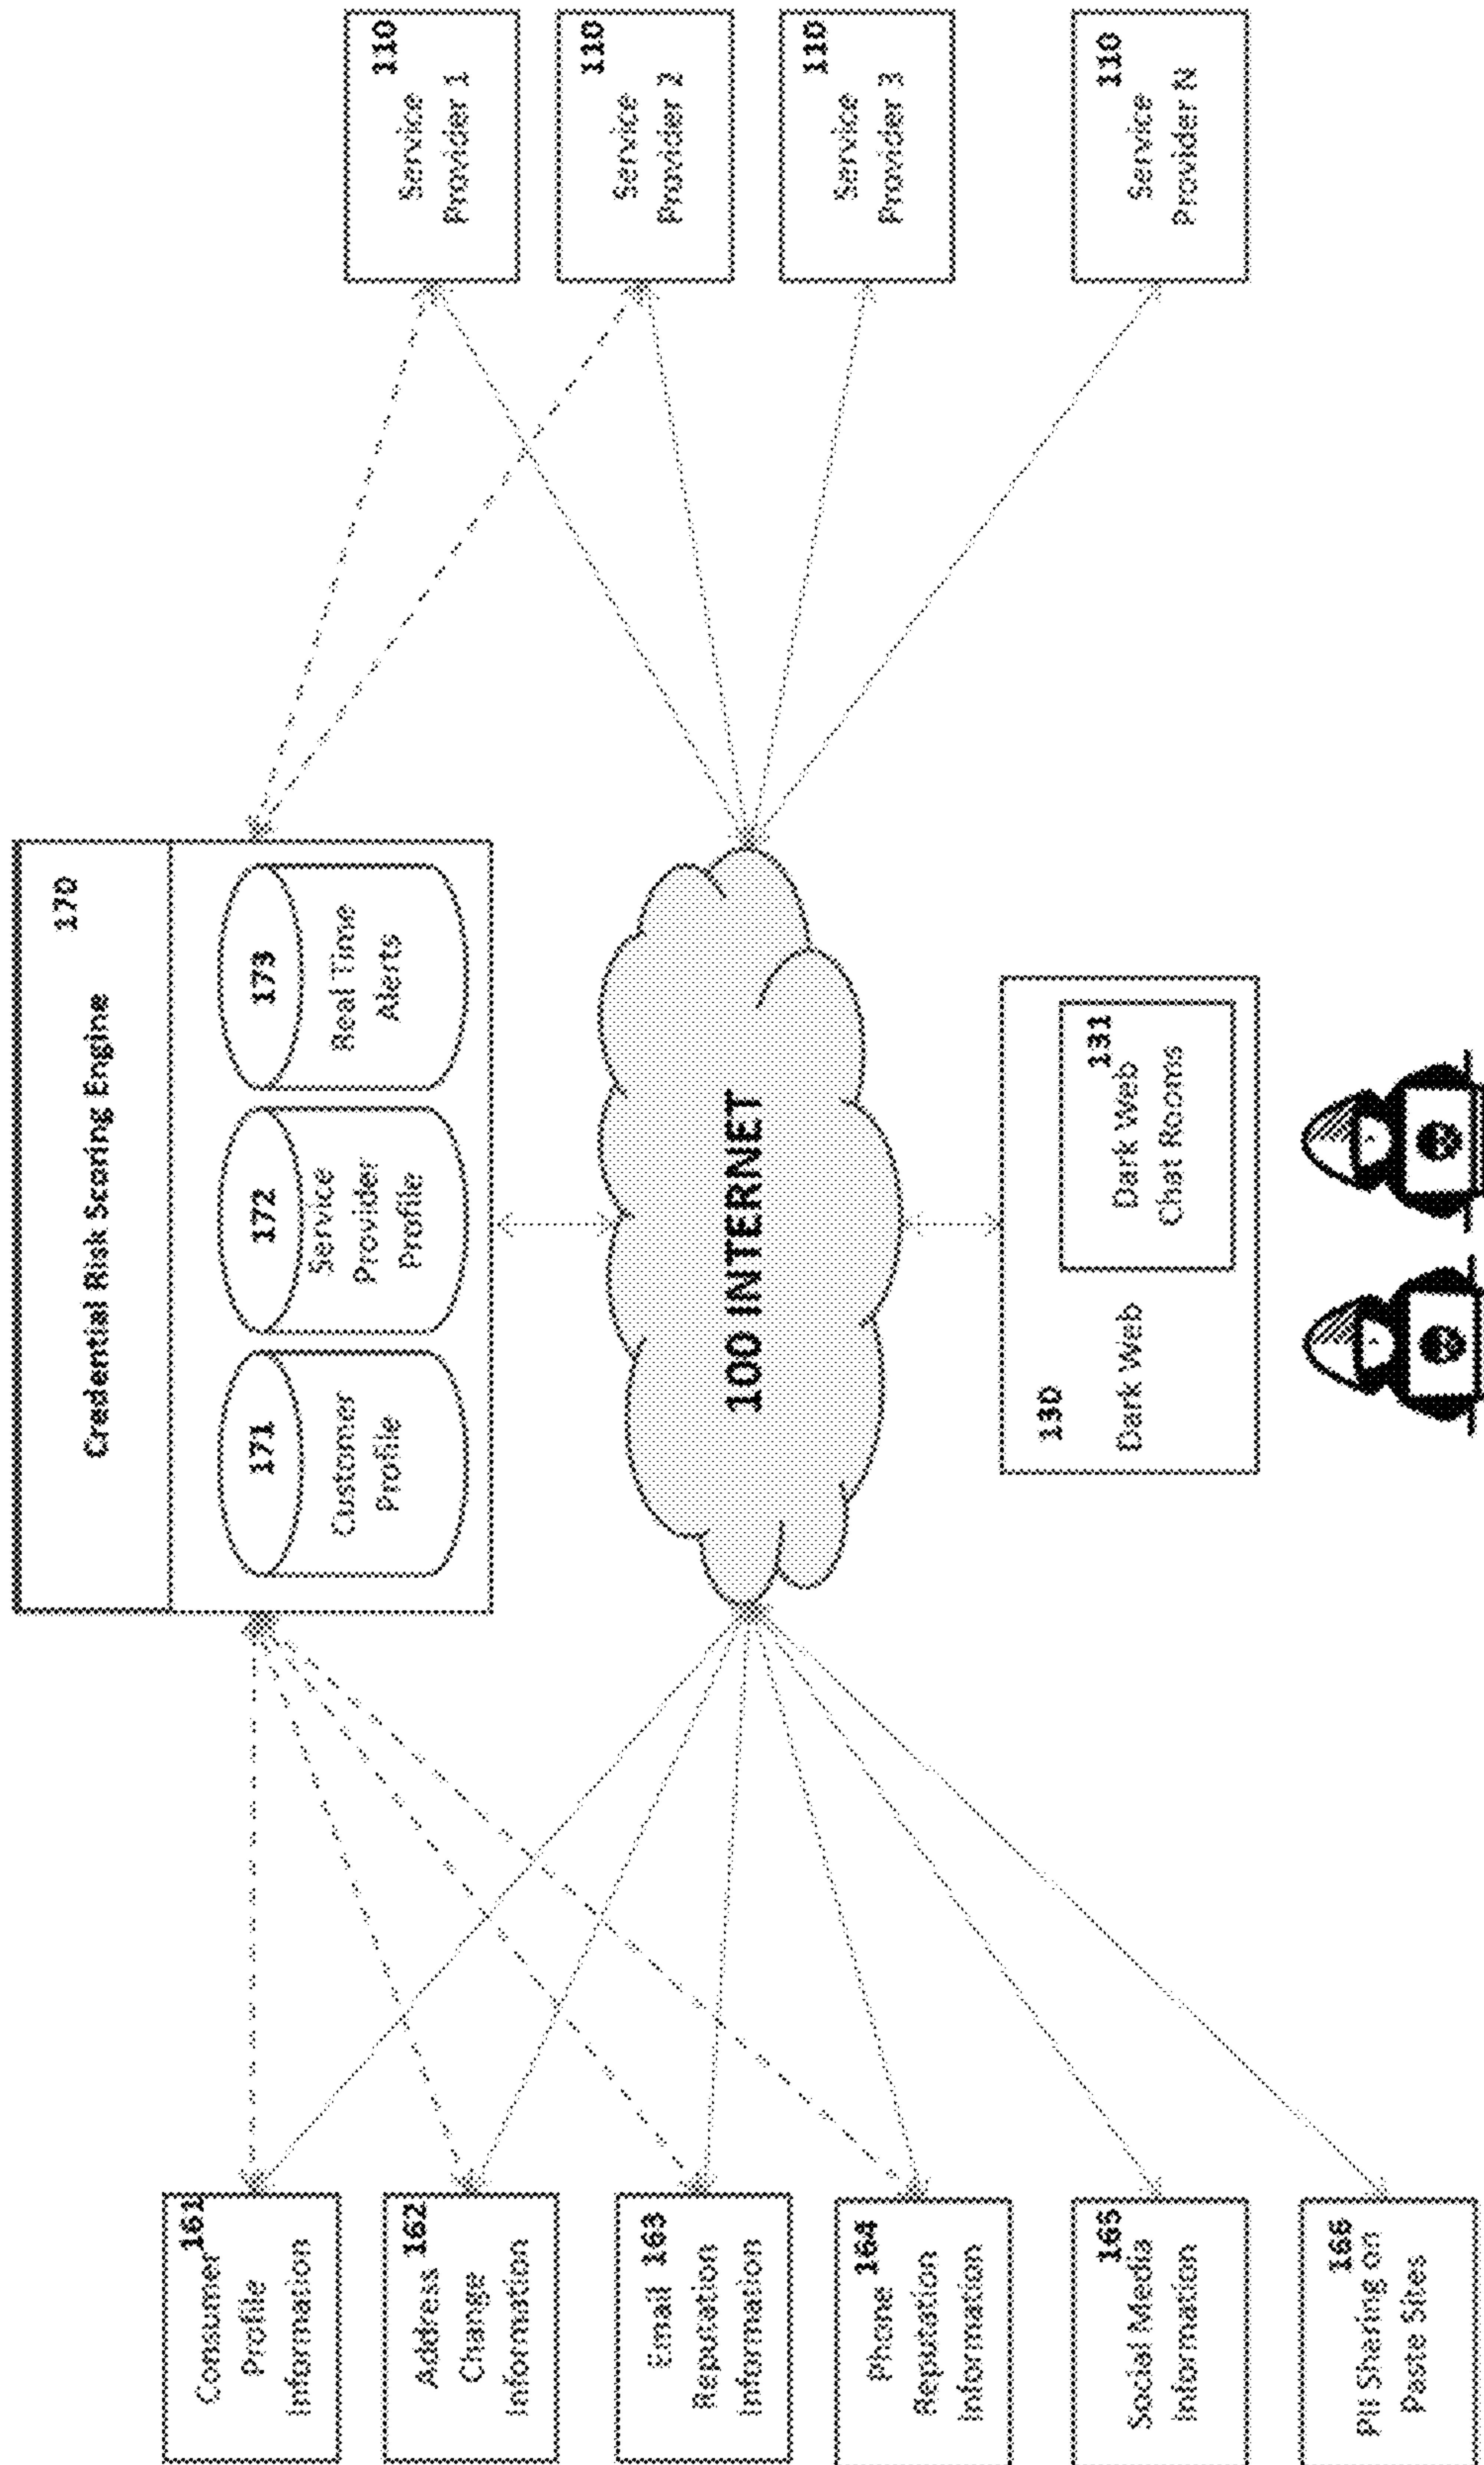 Credential Risk Scoring Engine
170
171
Customer
Profile
172
Service
Provider
Profile
173
Real Time
Alerts
161
Consumer
Profile
Information
162
Address
Change
Information
Email 163
Reputation
Information
164
Phone
Reputation
Information
165
Social Media
Information
166
PII Sharing on
Paste Sites
100 INTERNET
130
Dark Web
131
Dark Web
Chat Rooms
110
Service
Provider 1
110
Service
Provider 2
110
Service
Provider 3
110
Service
Provider N